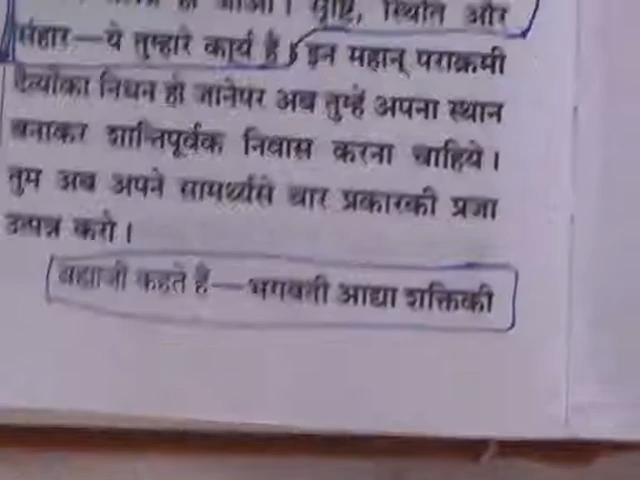 हो जाओ। सृष्टि, स्थिति और
संहार—ये तुम्हारे कार्य हैं। इन महान् पराक्रमी
दैत्योंका निधन हो जानेपर अब तुम्हें अपना स्थान
बनाकर शान्तिपूर्वक निवास करना चाहिये।
तुम अब अपने सामर्थ्यसे चार प्रकारकी प्रजा
उत्पन्न करो।
ब्रह्माजी कहते हैं—भगवती आद्या शक्तिकी